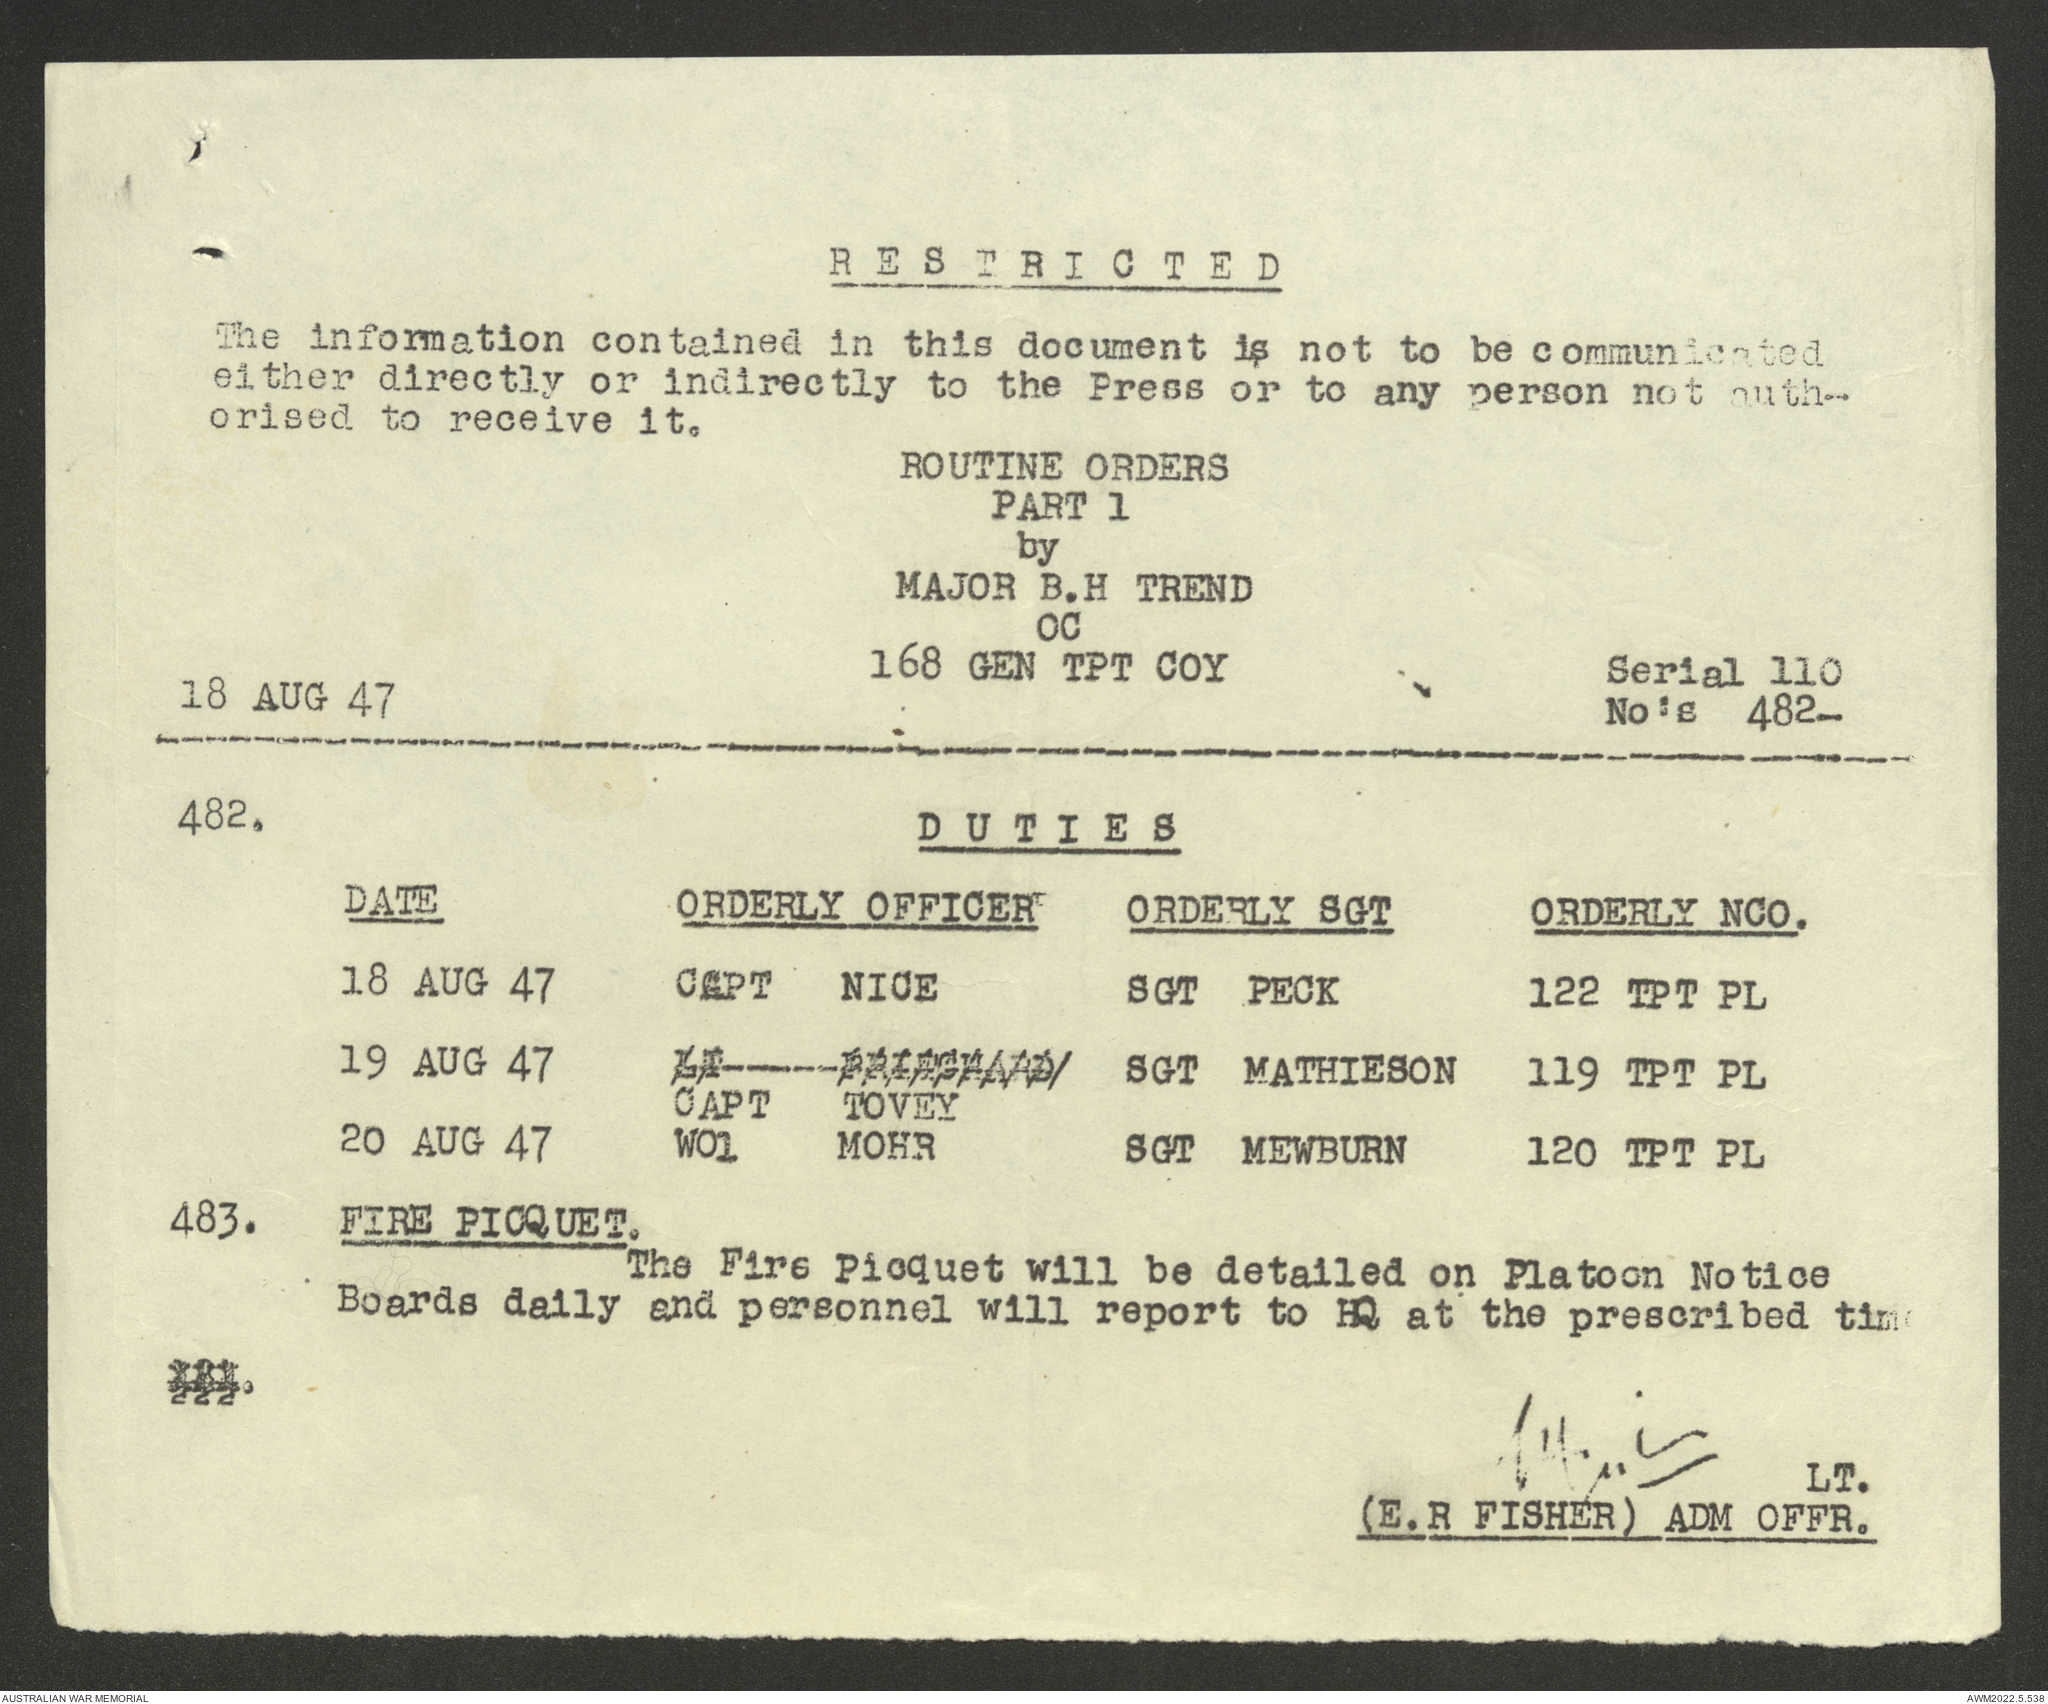 R E S T R I C T E D
The information contained in this document is not to be communicated
either directly or indirectly to the Press or to any person not auth-
orised to receive it.
ROUTINE ORDERS
PART 1
by
MAJOR B.H TREND
OC
168 GEN TPT COY
18 AUG 47
Serial 110
No's 482-
482.
D U T I E S
DATE ORDERLY OFFICER ORDERLY SGT ORDERLY NCO.
18 AUG 47 CAPT NICE SGT PECK 122 TPT PL
19 AUG 47 LT SGT MATHIESON 119 TPT PL
CAPT TOVEY
20 AUG 47 WO1 MOHR SGT MEWBURN 120 TPT PL
483. FIRE PICQUET.
The Fire Picquet will be detailed on Platoon Notice
Boards daily and personnel will report to HQ at the prescribed time
LT.
(E.R FISHER) ADM OFFR.
AUSTRALIAN WAR MEMORIAL
AWM2022.5.538